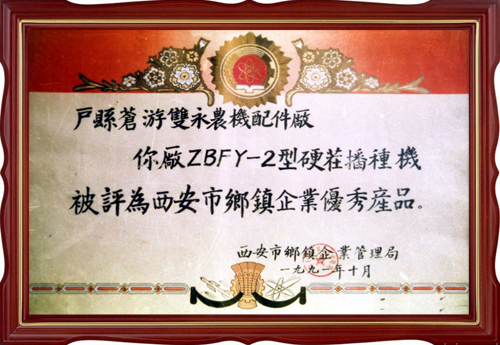 戸縣蒼游雙永農機配件廠
你廠ZBFY-2型硬茬播種機
被評為西安市鄉鎮企業優秀産品。
西安市鄉鎮企業管理局
一九九一年十月